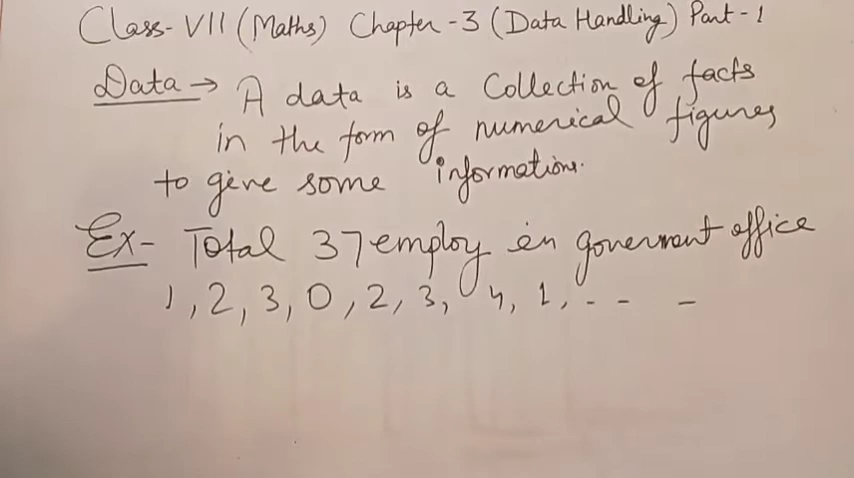 Class-VII (Maths) Chapter-3 (Data Handling) Part-1
Data → A data is a Collection of facts
in the form of numerical figures
to give some information.
Ex- Total 37 employ in government office
1, 2, 3, 0, 2, 3, 4, 1, - - -